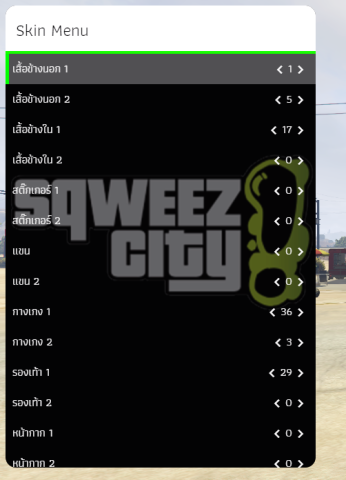 Skin Menu
เสื้อข้างนอก 1 < 1 >
เสื้อข้างนอก 2 < 5 >
เสื้อข้างใน 1 < 17 >
เสื้อข้างใน 2 < 0 >
สติ๊กเกอร์ 1 < 0 >
สติ๊กเกอร์ 2 < 0 >
แขน < 0 >
แขน 2 < 0 >
กางเกง 1 < 36 >
กางเกง 2 < 3 >
รองเท้า 1 < 29 >
รองเท้า 2 < 0 >
หน้ากาก 1 < 0 >
หน้ากาก 2 < 0 >
SQWEEZ
CITY